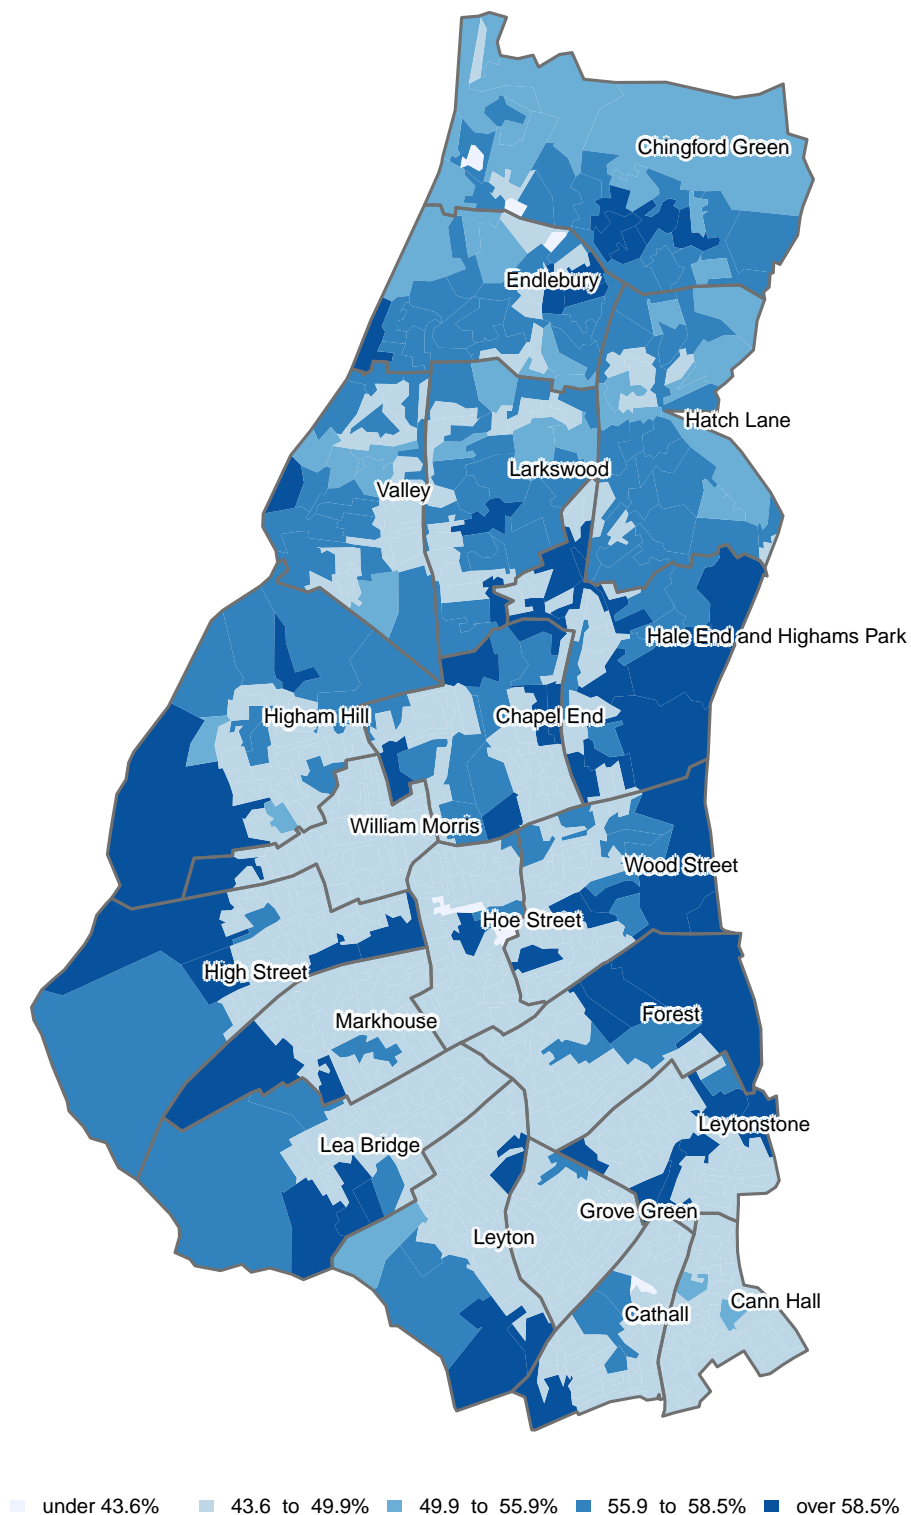 Chingford Green
Endlebury
Hatch Lane
Larkswood
Valley
Hale End and Highams Park
Higham Hill
Chapel End
William Morris
Wood Street
Hoe Street
High Street
Forest
Markhouse
Leytonstone
Lea Bridge
Grove Green
Leyton
Cann Hall
Cathall
under 43.6% 43.6 to 49.9% 49.9 to 55.9% 55.9 to 58.5% over 58.5%